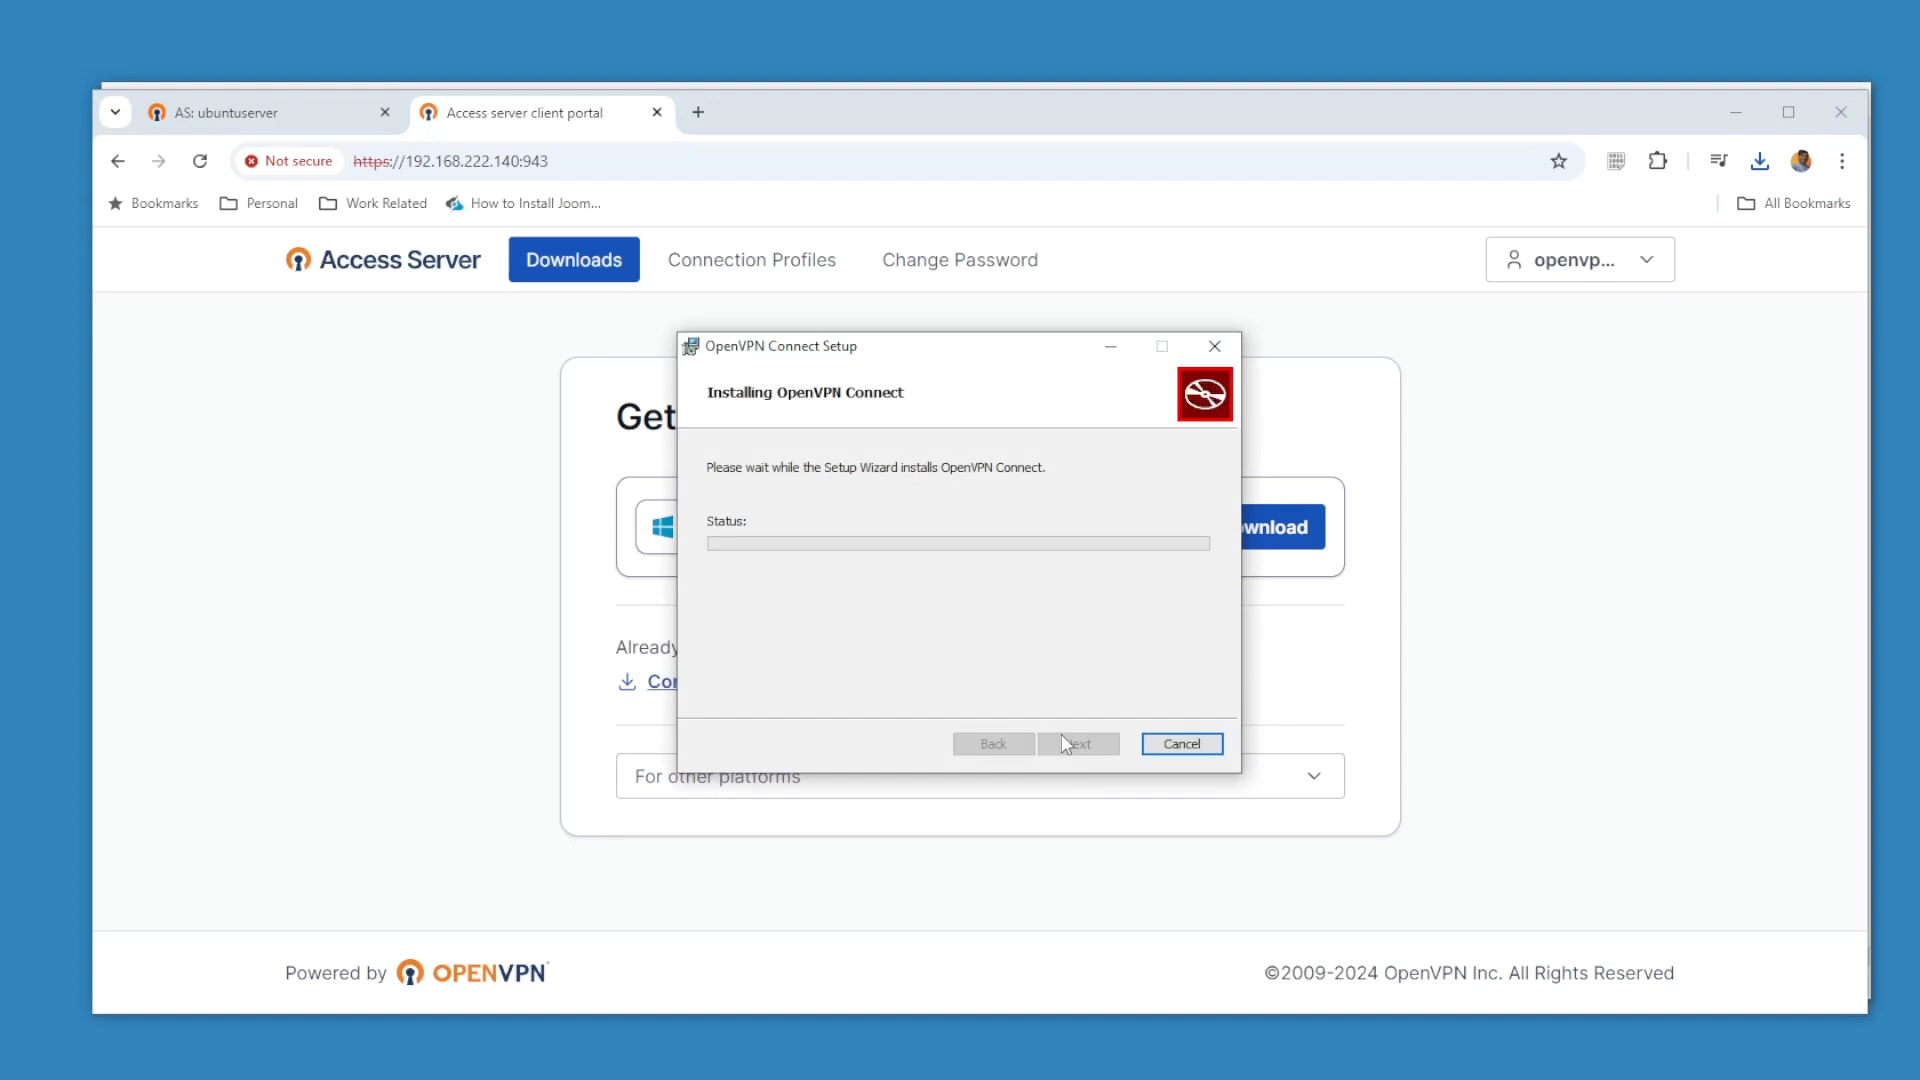 AS: ubuntuserver
Access server client portal
Not secure
https://192.168.222.140:943
Bookmarks
Personal
Work Related
How to Install Joom...
All Bookmarks
Access Server
Downloads
Connection Profiles
Change Password
openvp...
OpenVPN Connect Setup
Installing OpenVPN Connect
Get
Please wait while the Setup Wizard installs OpenVPN Connect.
Status:
wnload
Already
Cor
Back
ext
Cancel
For other platforms
Powered by OPENVPN
©2009-2024 OpenVPN Inc. All Rights Reserved